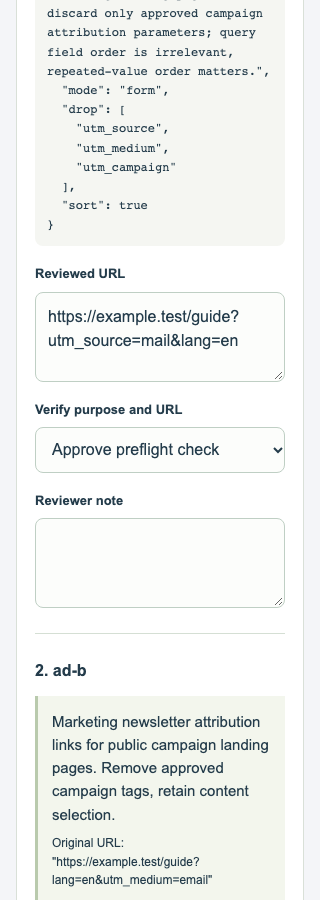 discard only approved campaign
attribution parameters; query
field order is irrelevant,
repeated-value order matters.",
"mode": "form",
"drop": [
"utm_source",
"utm_medium",
"utm_campaign"
],
"sort": true
}
Reviewed URL
https://example.test/guide?
utm_source=mail&lang=en
Verify purpose and URL
Approve preflight check
Reviewer note
2. ad-b
Marketing newsletter attribution
links for public campaign landing
pages. Remove approved
campaign tags, retain content
selection.
Original URL:
"https://example.test/guide?
lang=en&utm_medium=email"